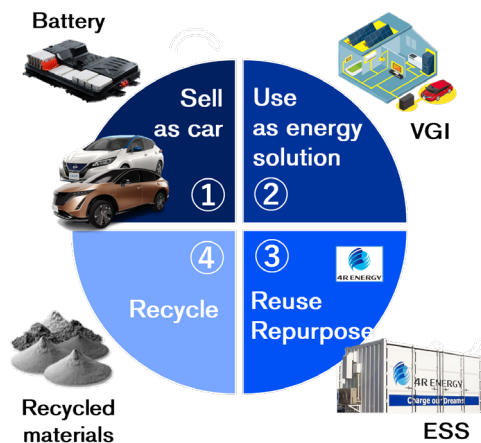 Battery
Sell
as car
①
Use
as energy
solution
②
VGI
④
Recycle
③
4R ENERGY
Reuse
Repurpose
4R ENERGY
Charge our Dreams
Recycled
materials
ESS